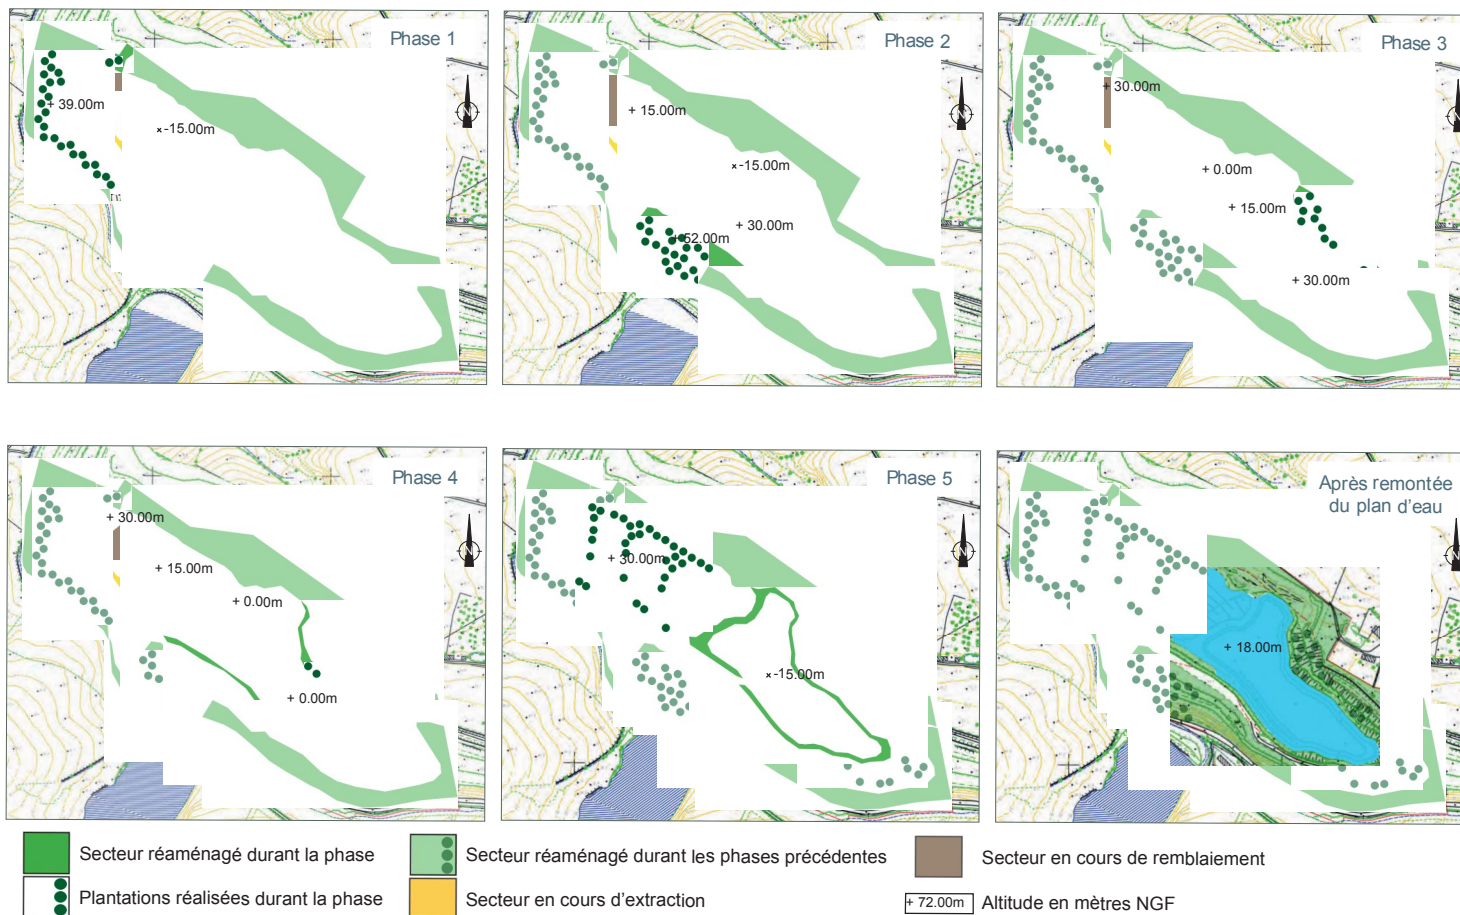 Phase 1
+ 39.00m
×-15.00m
N
Phase 2
+ 15.00m
×-15.00m
+ 30.00m
+ 52.00m
N
Phase 3
+ 30.00m
+ 0.00m
+ 15.00m
+ 30.00m
N
Phase 4
+ 30.00m
+ 15.00m
+ 0.00m
+ 0.00m
N
Phase 5
+ 30.00m
×-15.00m
N
Après remontée
du plan d'eau
+ 18.00m
N
Secteur réaménagé durant la phase
Secteur réaménagé durant les phases précédentes
Secteur en cours de remblaiement
Plantations réalisées durant la phase
Secteur en cours d'extraction
+ 72.00m Altitude en mètres NGF